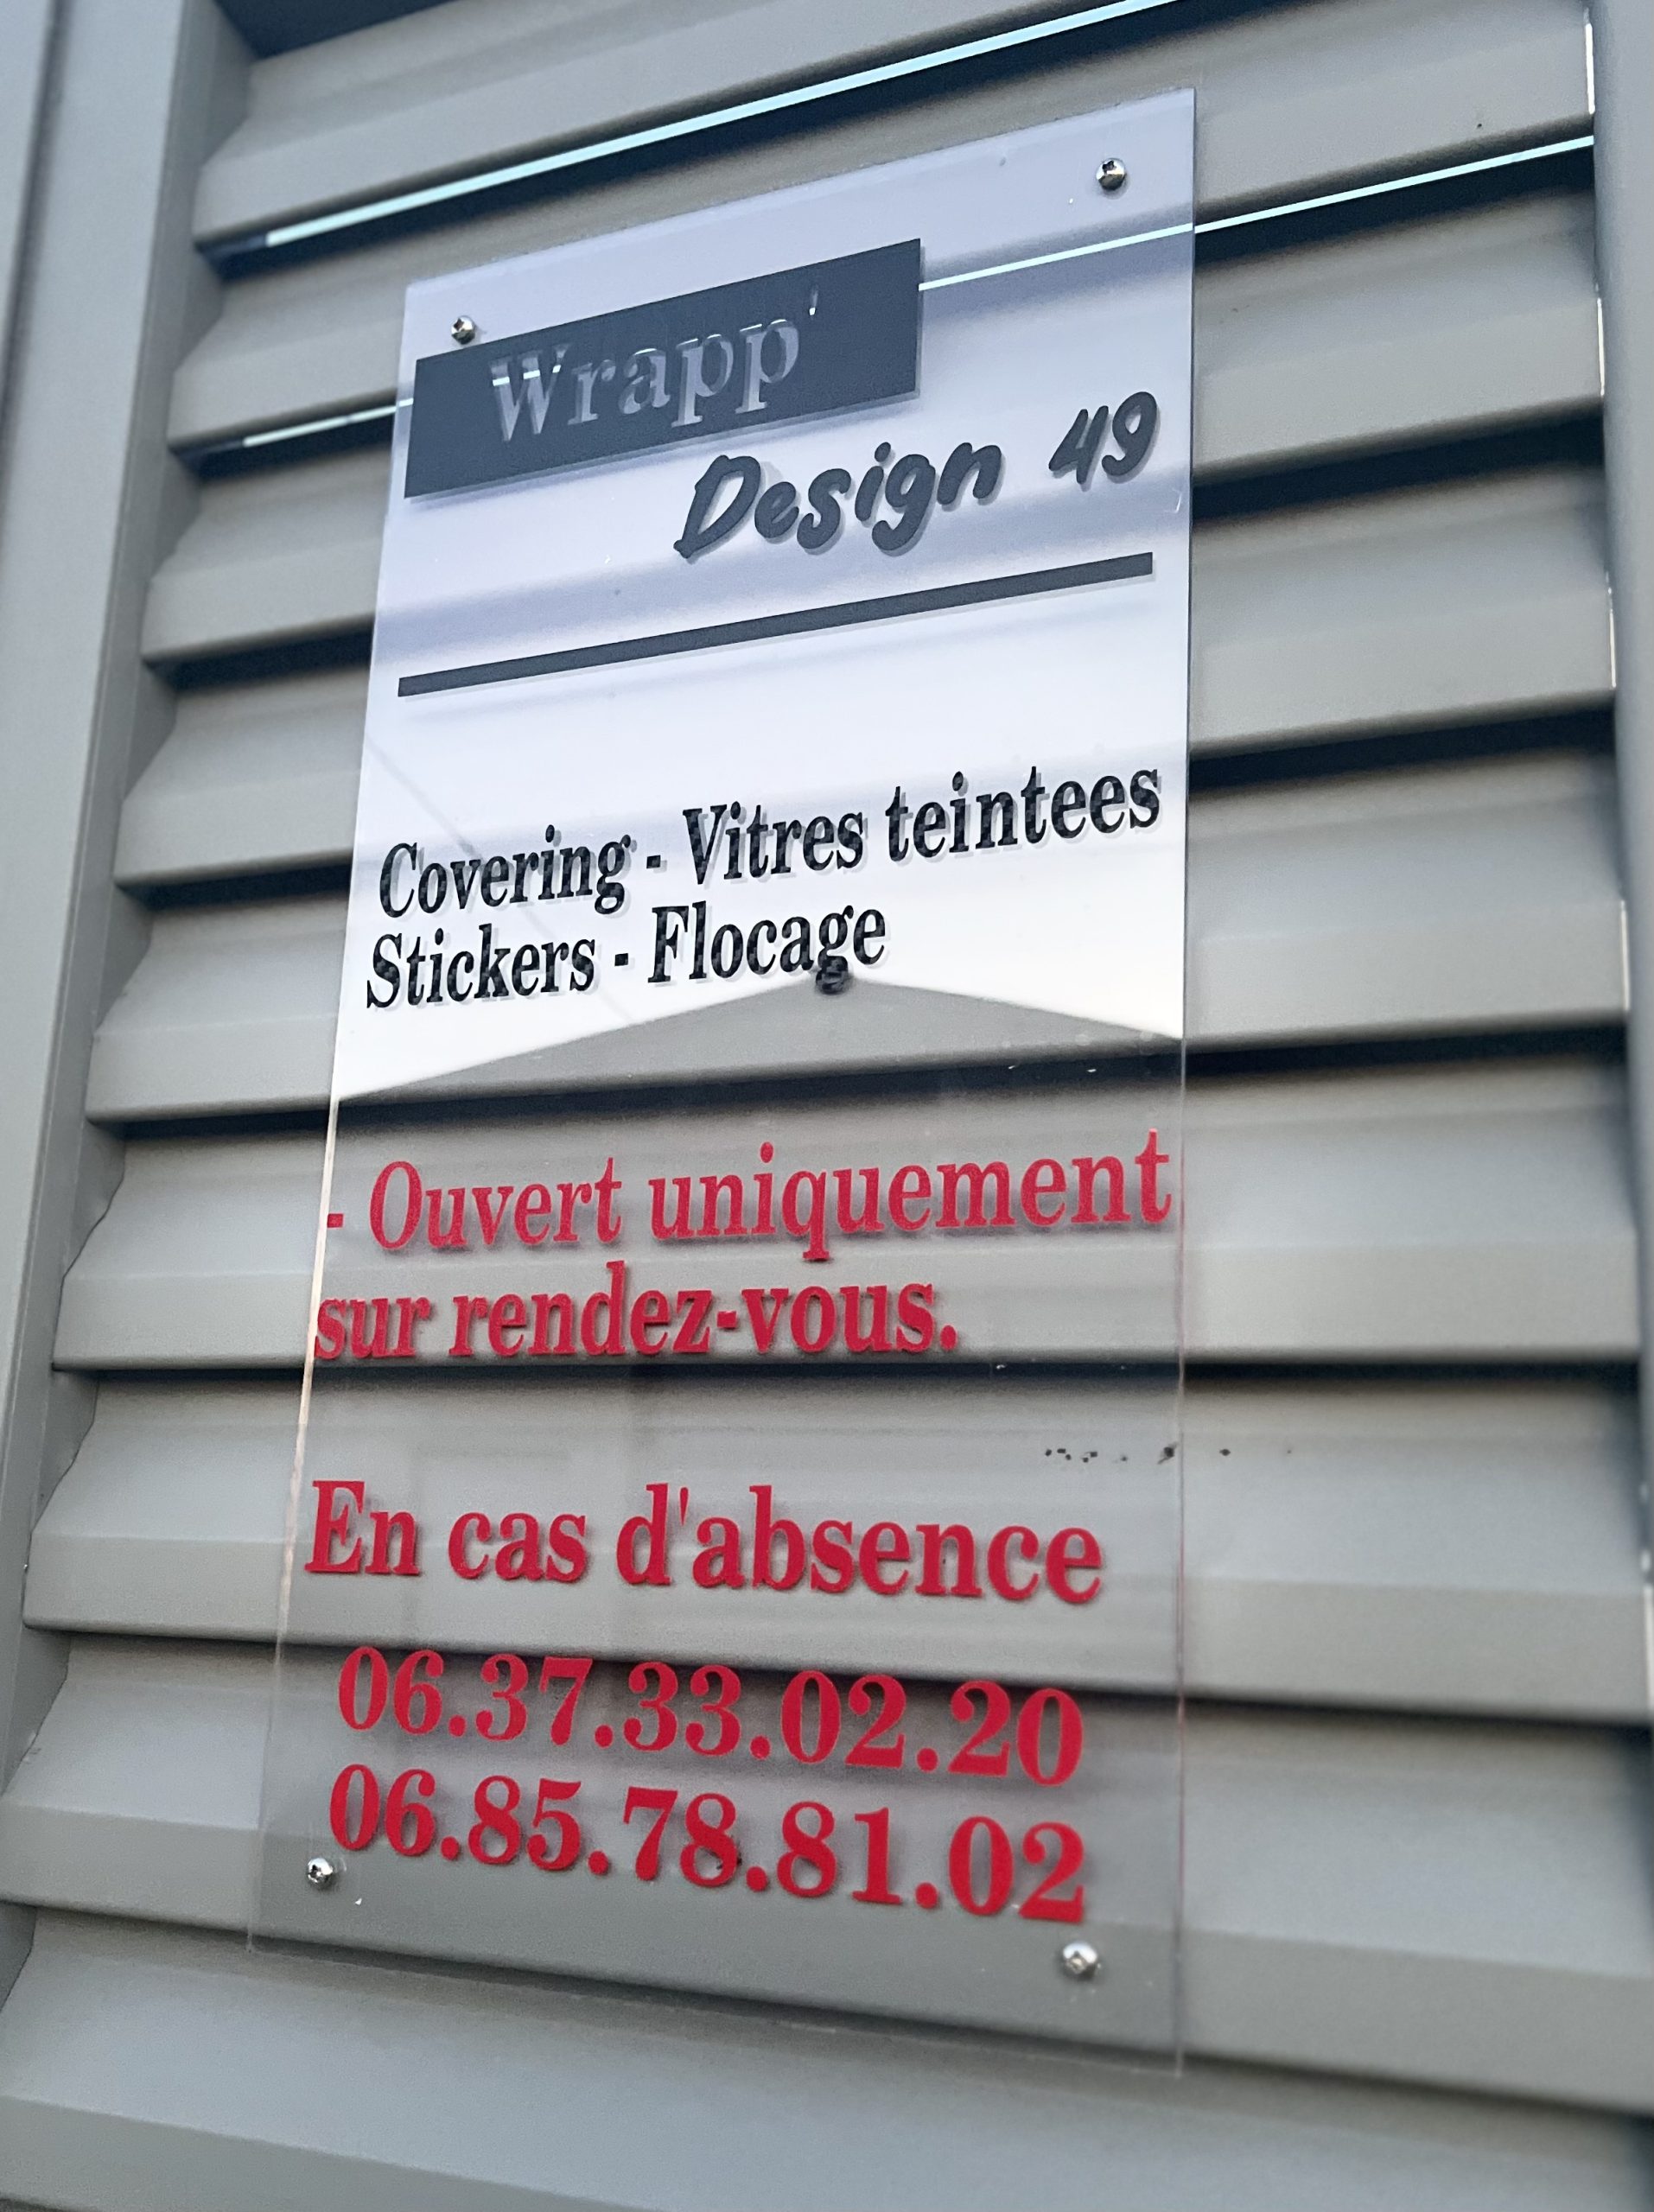 Wrapp'
Design 49
Covering - Vitres teintees
Stickers - Flocage
- Ouvert uniquement
sur rendez-vous.
En cas d'absence
06.37.33.02.20
06.85.78.81.02